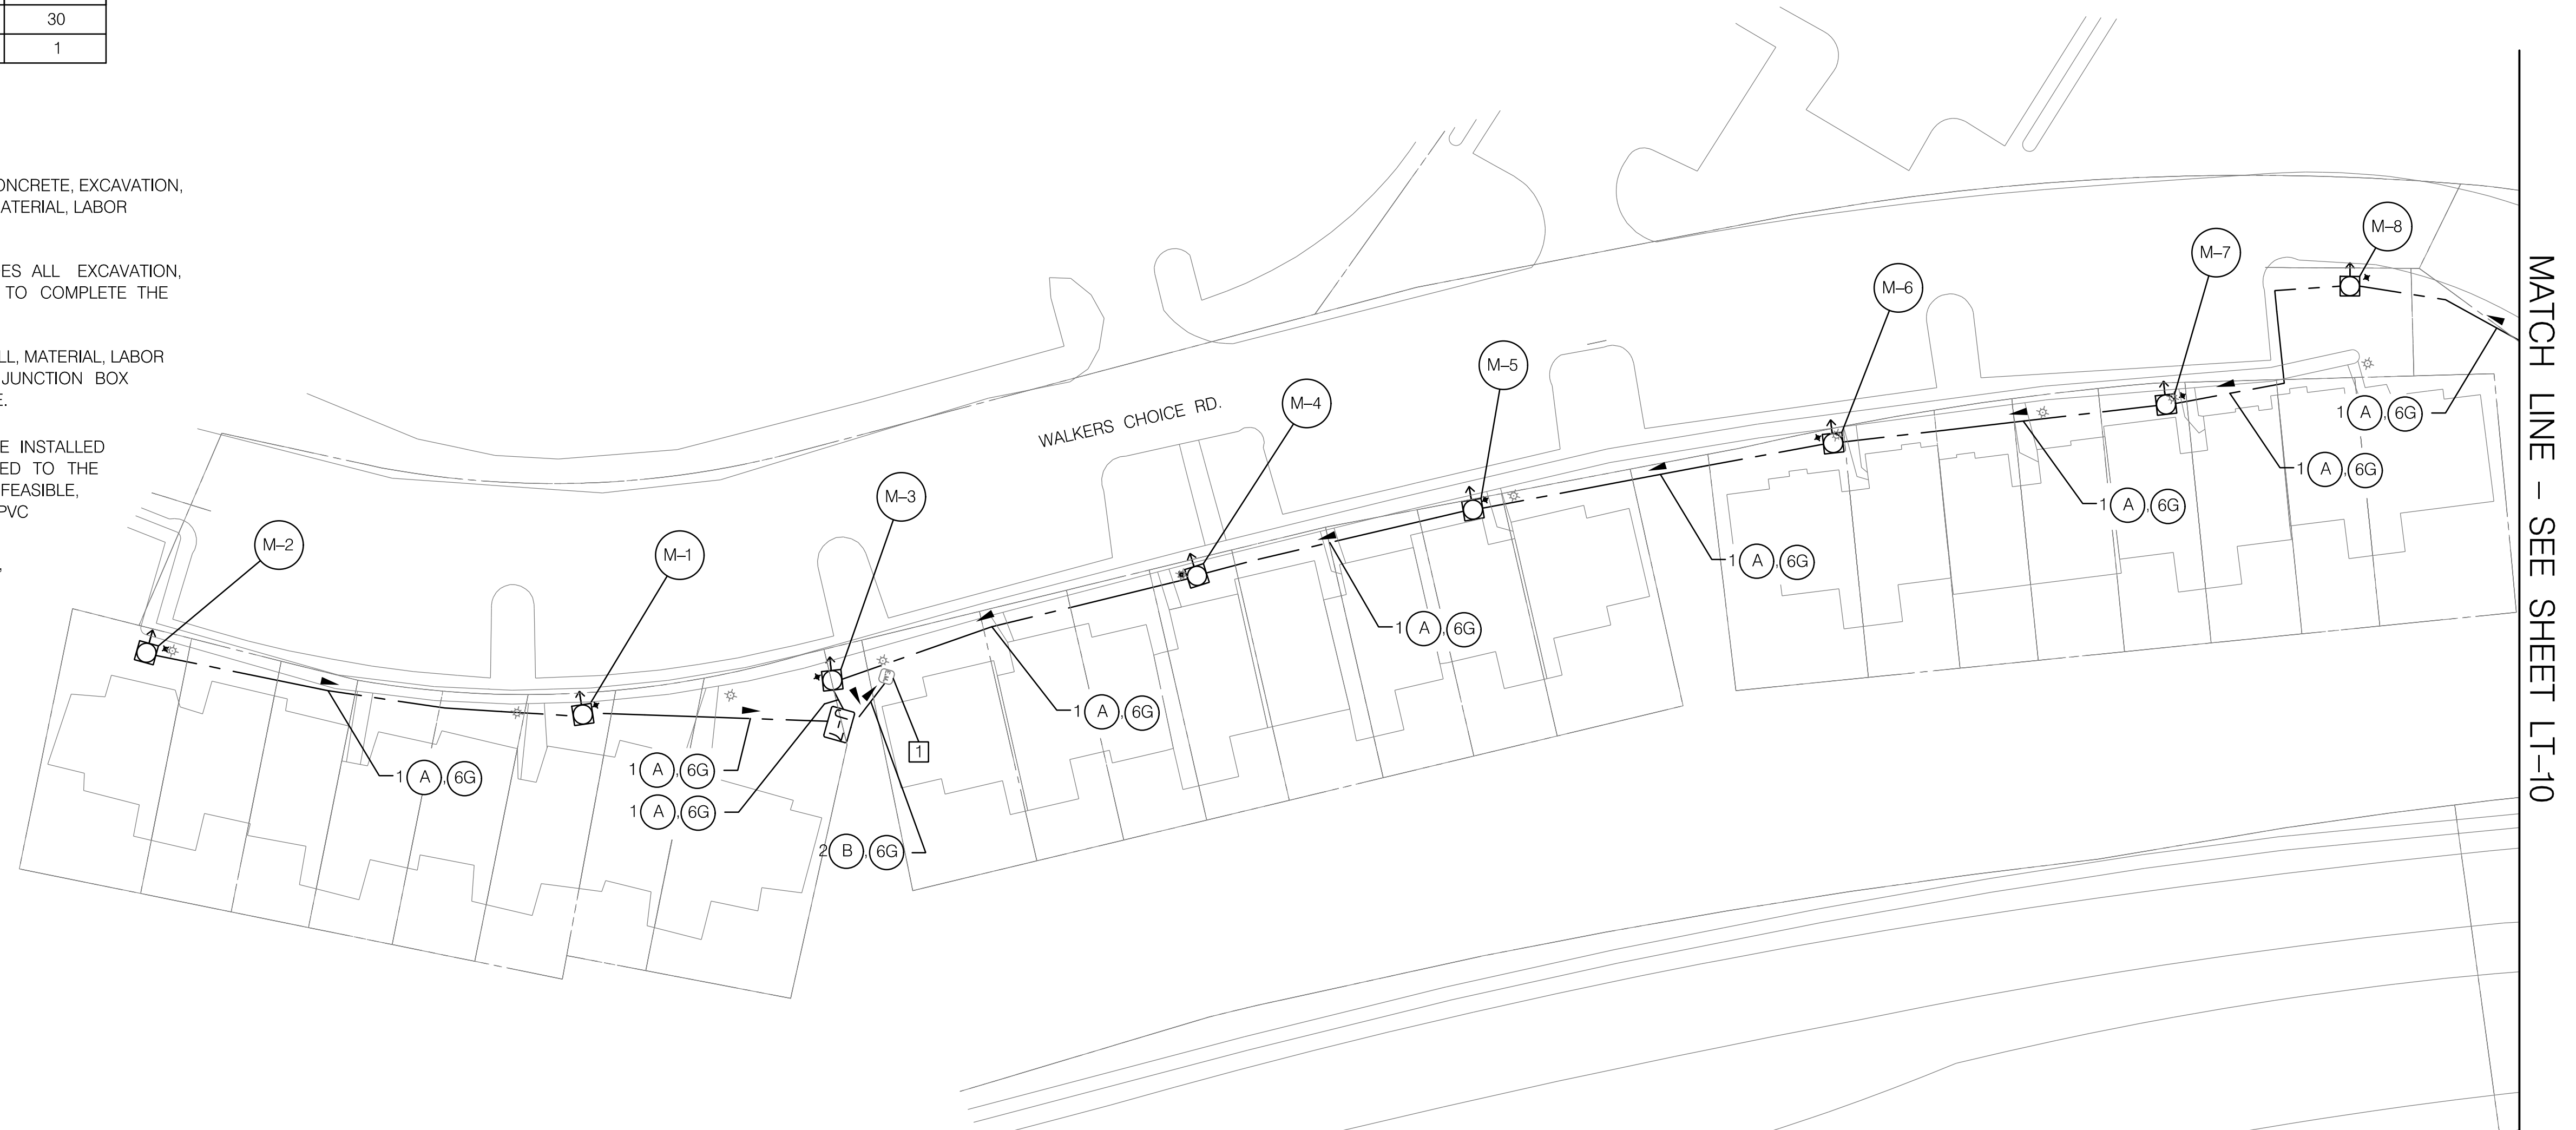 30
1
ONCRETE, EXCAVATION,
ATERIAL, LABOR
ES ALL EXCAVATION,
TO COMPLETE THE
LL, MATERIAL, LABOR
JUNCTION BOX
E.
E INSTALLED
ED TO THE
FEASIBLE,
PVC
,
WALKERS CHOICE RD.
M–2
M–1
M–3
M–4
M–5
M–6
M–7
M–8
1 A, 6G
1 A, 6G
1 A, 6G
2 B, 6G
1
1 A, 6G
1 A, 6G
1 A, 6G
1 A, 6G
1 A, 6G
1 A, 6G
MATCH LINE – SEE SHEET LT–10